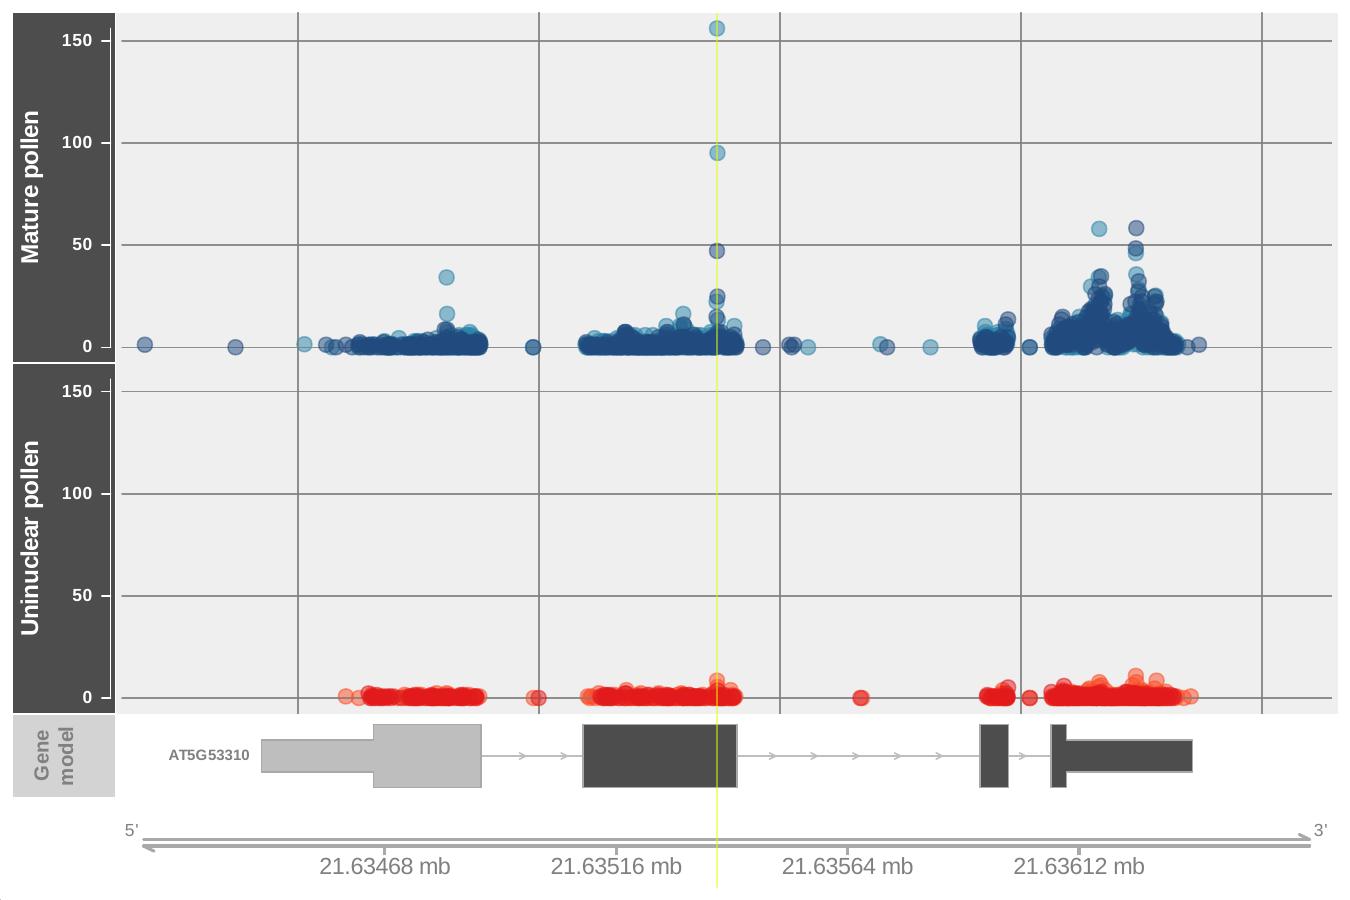 Mature pollen
150
100
50
0
Uninuclear pollen
150
100
50
0
Gene
model
AT5G53310
5'
3'
21.63468 mb
21.63516 mb
21.63564 mb
21.63612 mb